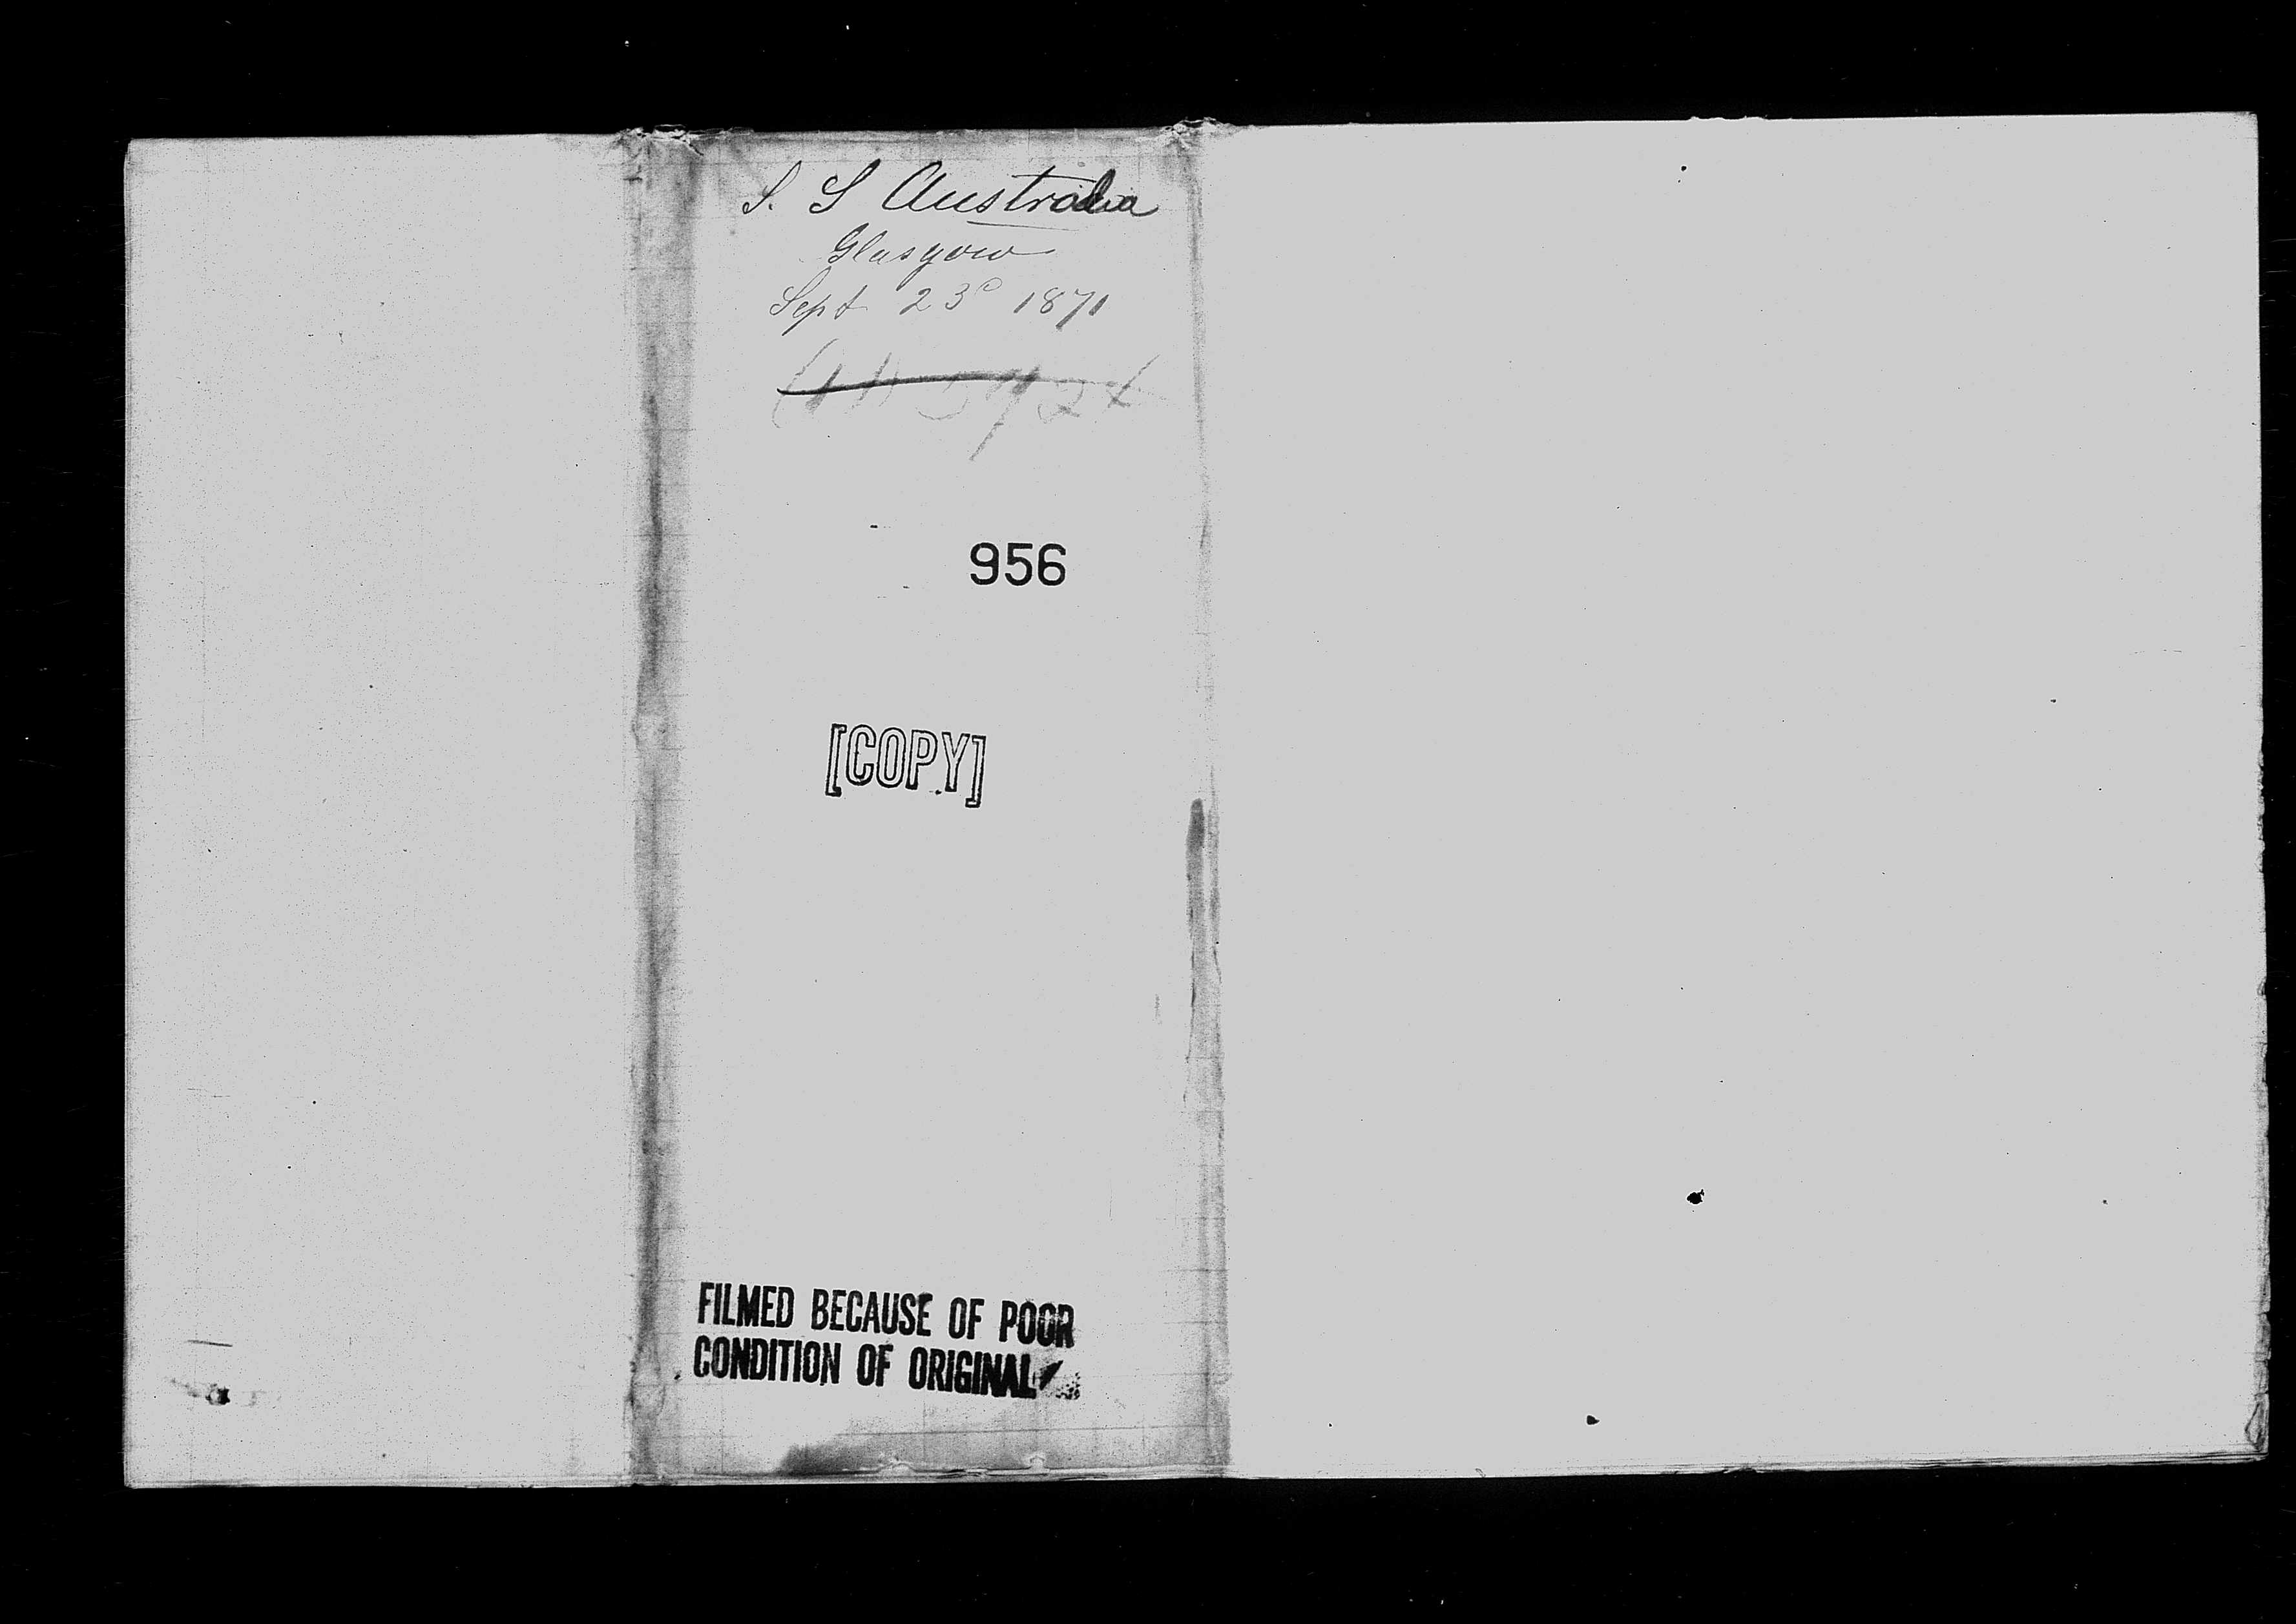 S. S Australia
Glasgow
Sept 23d 1871
956
[COPY]
FILMED BECAUSE OF POOR
CONDITION OF ORIGINAL